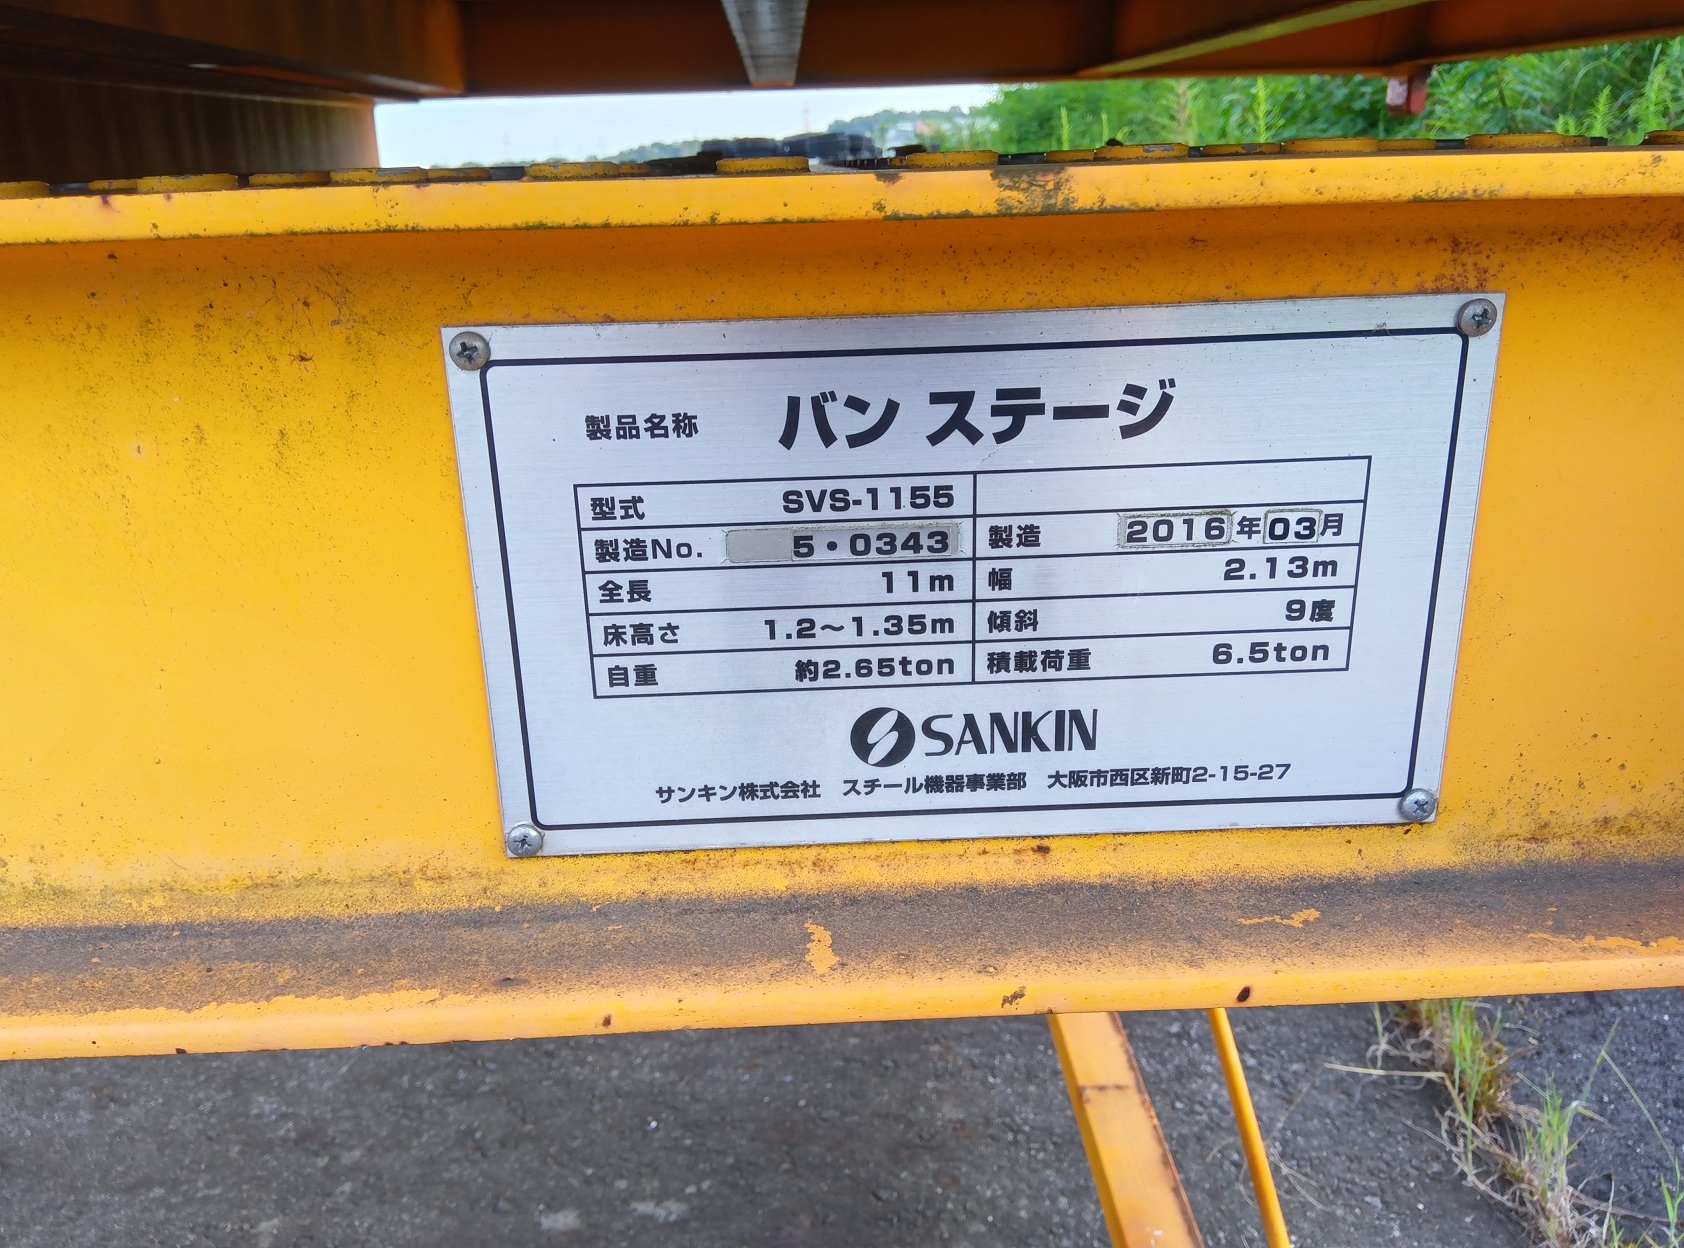 製品名称 バン ステージ
型式 SVS-1155
製造No. 5・0343 製造 2016年03月
全長 11m 幅 2.13m
床高さ 1.2～1.35m 傾斜 9度
自重 約2.65ton 積載荷重 6.5ton
SANKIN
サンキン株式会社 スチール機器事業部 大阪市西区新町2-15-27